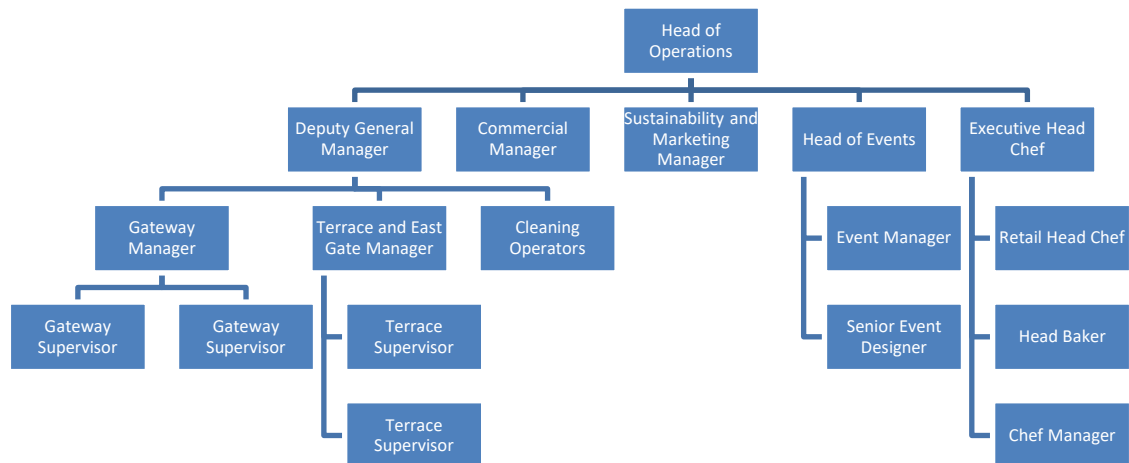 Head of
Operations
Deputy General
Manager
Commercial
Manager
Sustainability and
Marketing
Manager
Head of Events
Executive Head
Chef
Gateway
Manager
Terrace and East
Gate Manager
Cleaning
Operators
Event Manager
Retail Head Chef
Gateway
Supervisor
Gateway
Supervisor
Terrace
Supervisor
Senior Event
Designer
Head Baker
Terrace
Supervisor
Chef Manager